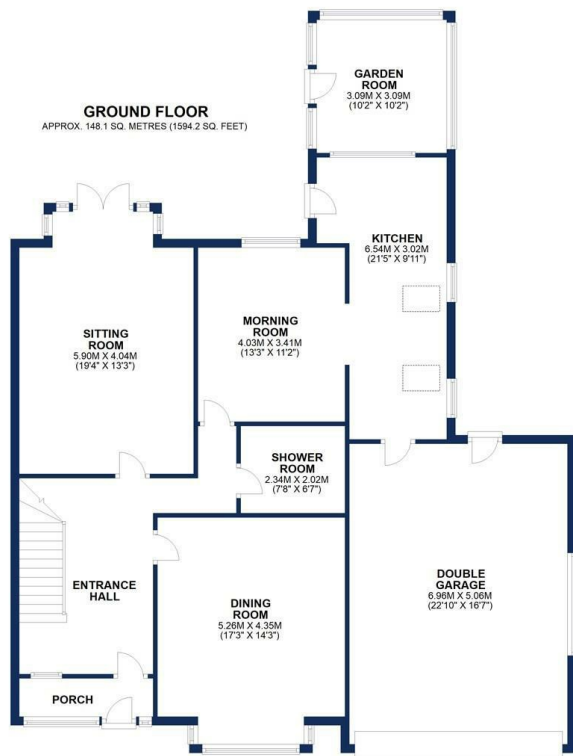 GROUND FLOOR
APPROX. 148.1 SQ. METRES (1594.2 SQ. FEET)
GARDEN
ROOM
3.09M X 3.09M
(10'2" X 10'2")
KITCHEN
6.54M X 3.02M
(21'5" X 9'11")
SITTING
ROOM
5.90M X 4.04M
(19'4" X 13'3")
MORNING
ROOM
4.03M X 3.41M
(13'3" X 11'2")
SHOWER
ROOM
2.34M X 2.02M
(7'8" X 6'7")
ENTRANCE
HALL
DINING
ROOM
5.26M X 4.35M
(17'3" X 14'3")
DOUBLE
GARAGE
6.96M X 5.06M
(22'10" X 16'7")
PORCH